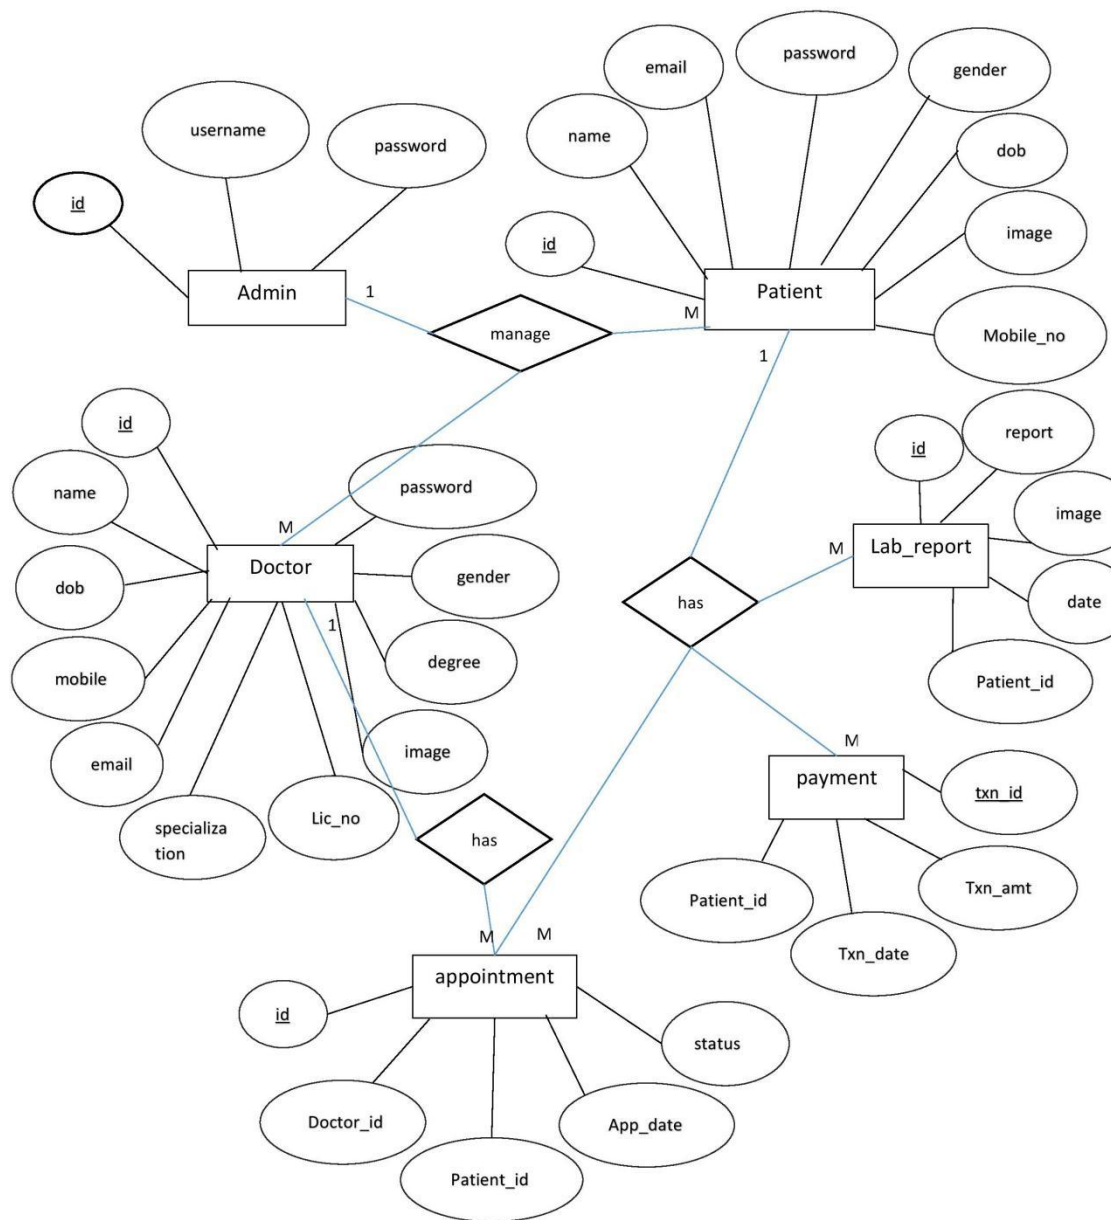 email
password
gender
username
password
name
dob
id
id
image
Admin
1
Patient
manage
M
Mobile_no
1
id
report
id
name
password
image
M
M
Lab_report
Doctor
dob
gender
has
date
1
mobile
degree
Patient_id
email
image
M
payment
txn_id
specializa
tion
Lic_no
has
Txn_amt
Patient_id
M
M
Txn_date
appointment
id
status
Doctor_id
App_date
Patient_id